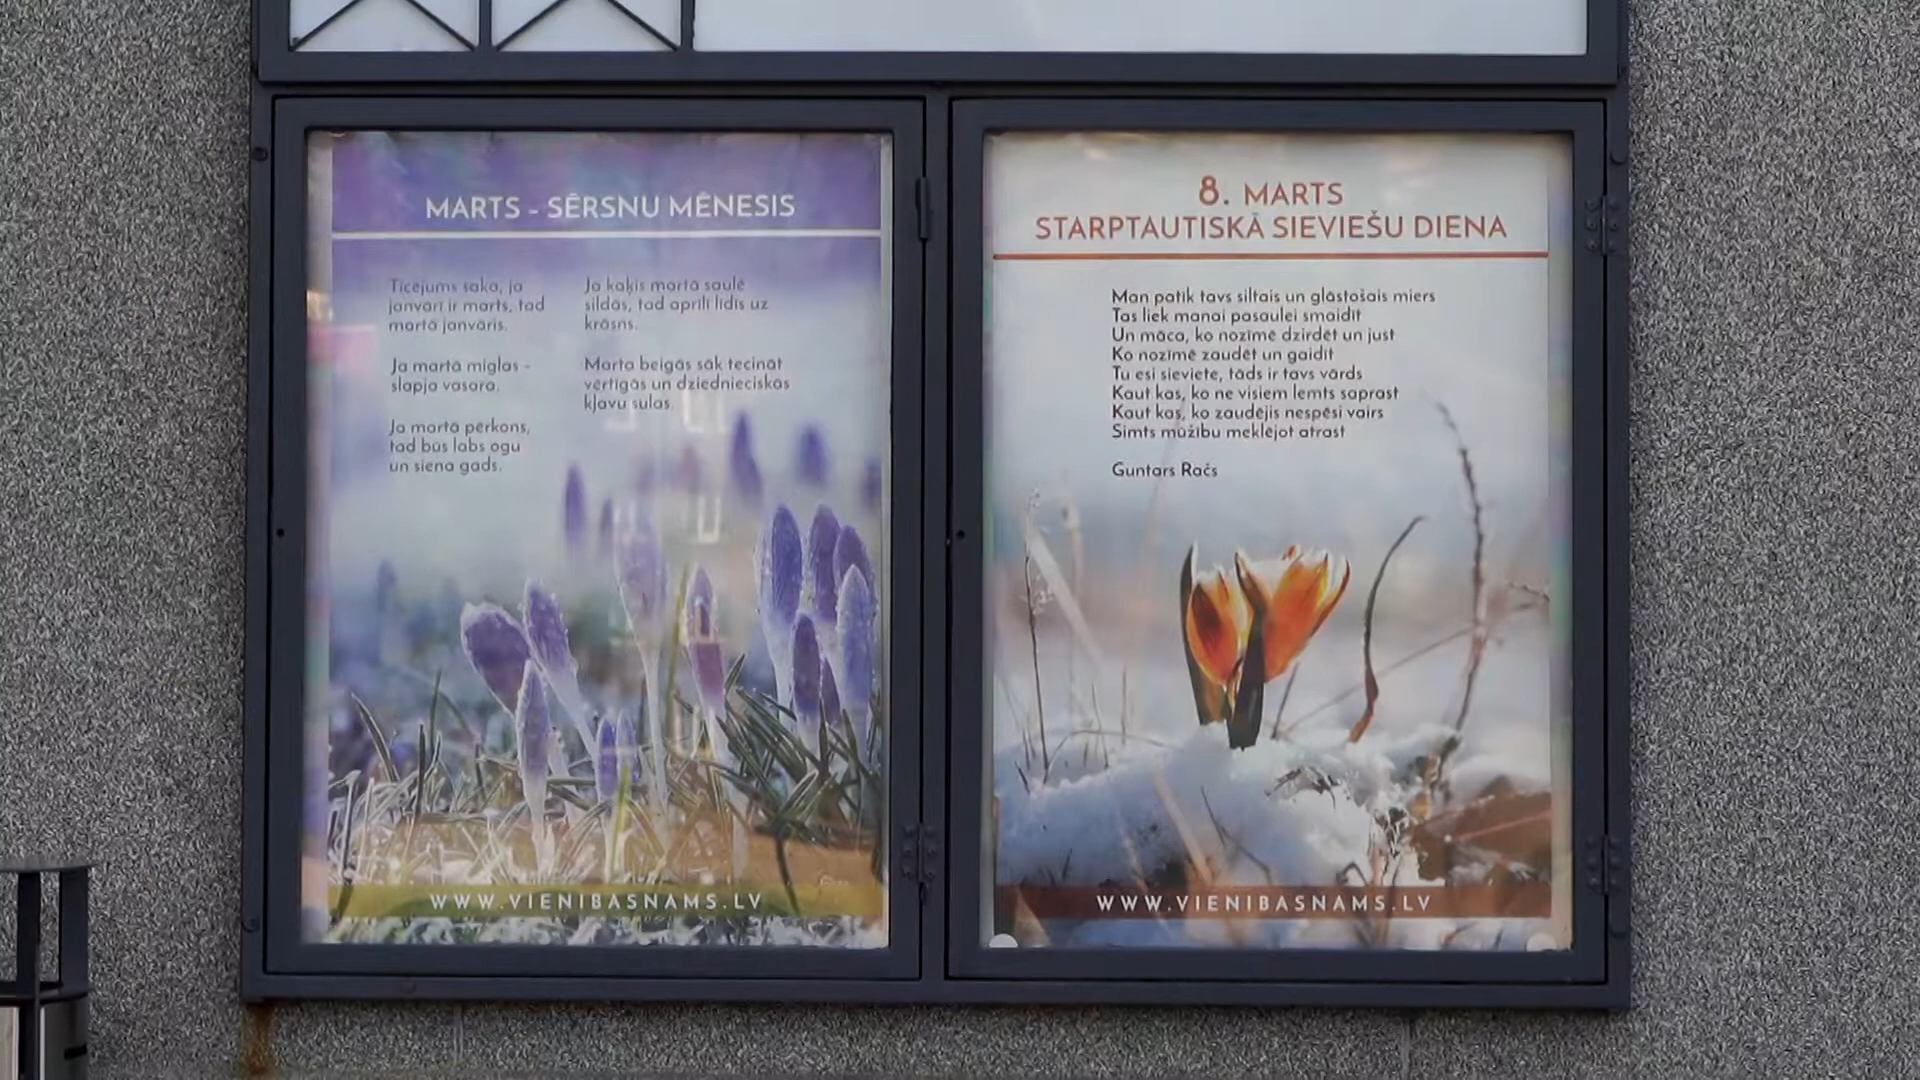 MARTS - SĒRSNU MĒNESIS
Ticējums saka, ja
janvārī ir marts, tad
martā janvāris.
Ja martā miglas -
slapja vasara.
Ja martā pērkons,
tad būs labs ogu
un siena gads.
Ja kaķis martā saulē
sildās, tad aprīlī līdīs uz
krāsns.
Marta beigās sāk tecināt
vērtīgās un dziednieciskās
kļavu sulas.
WWW.VIENIBASNAMS.LV
8. MARTS
STARPTAUTISKĀ SIEVIEŠU DIENA
Man patīk tavs siltais un glāstošais miers
Tas liek manai pasaulei smaidīt
Un māca, ko nozīmē dzirdēt un just
Ko nozīmē zaudēt un gaidīt
Tu esi sieviete, tāds ir tavs vārds
Kaut kas, ko ne visiem lemts saprast
Kaut kas, ko zaudējis nespēsi vairs
Simts mūžību meklējot atrast
Guntars Račs
WWW.VIENIBASNAMS.LV